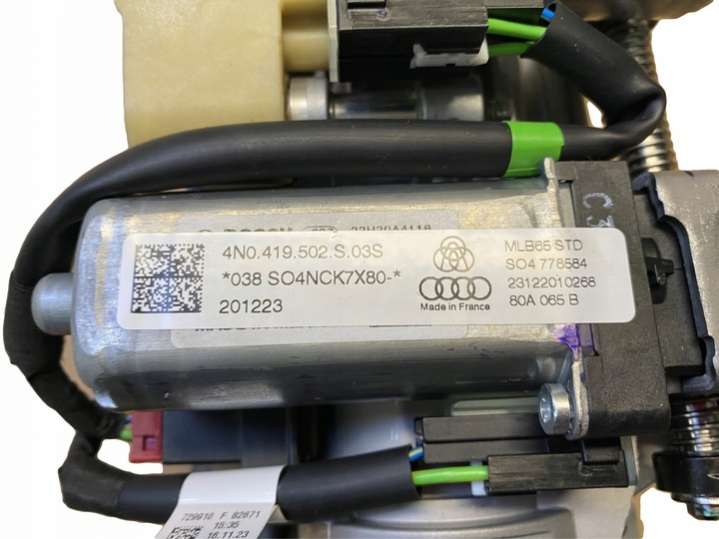 4N0.419.502.S.03S
*038 SO4NCK7X80-*
201223
Made in France
MLB65 STD
SO4 778584
23122010268
80A 065 B
C3
729910 F 82671
15:35
16.11.23